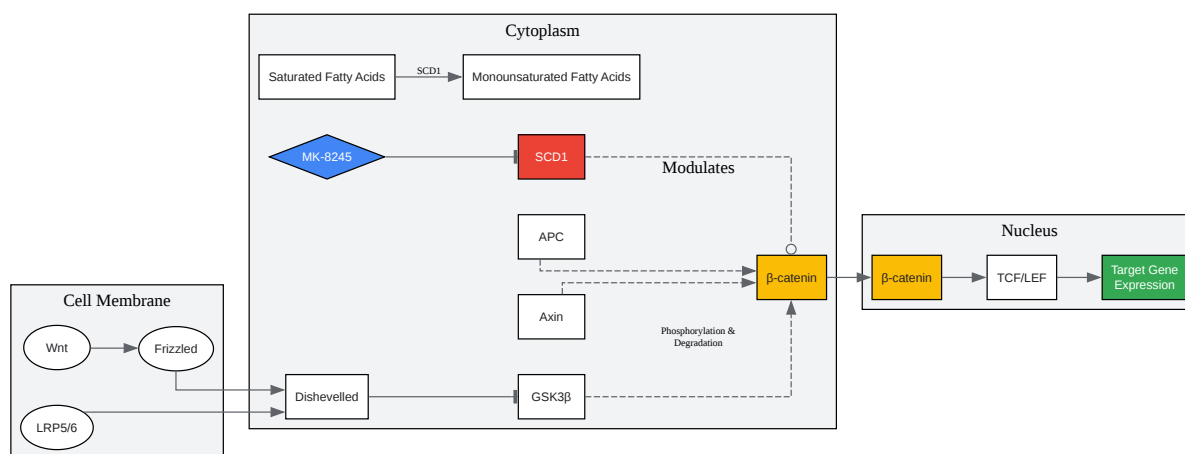 Cytoplasm
Saturated Fatty Acids
SCD1
Monounsaturated Fatty Acids
MK-8245
SCD1
Modulates
APC
Axin
β-catenin
Phosphorylation &
Degradation
Dishevelled
GSK3β
Cell Membrane
Wnt
Frizzled
LRP5/6
Nucleus
β-catenin
TCF/LEF
Target Gene
Expression